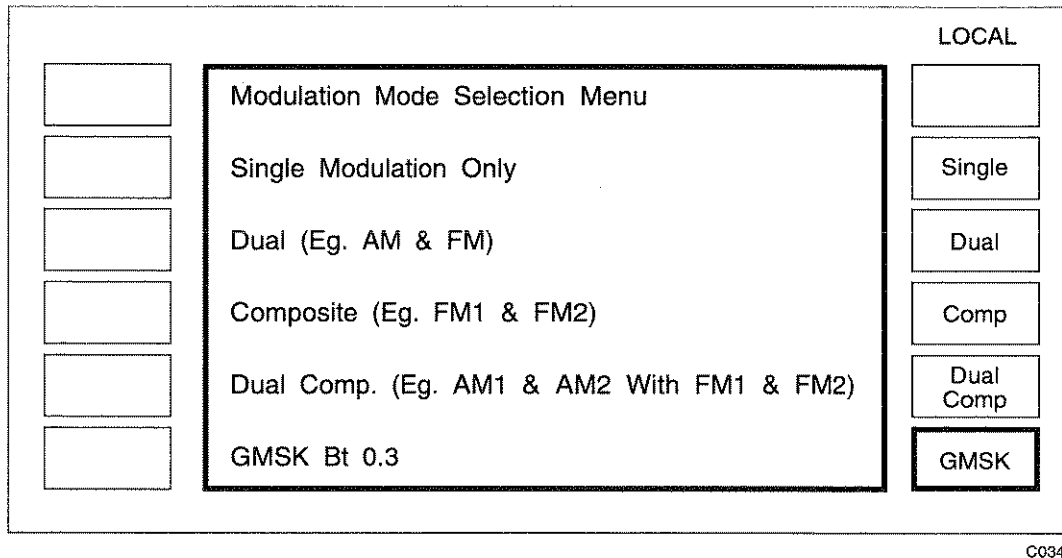 LOCAL
Modulation Mode Selection Menu
Single Modulation Only
Single
Dual (Eg. AM & FM)
Dual
Composite (Eg. FM1 & FM2)
Comp
Dual Comp. (Eg. AM1 & AM2 With FM1 & FM2)
Dual
Comp
GMSK Bt 0.3
GMSK
C034